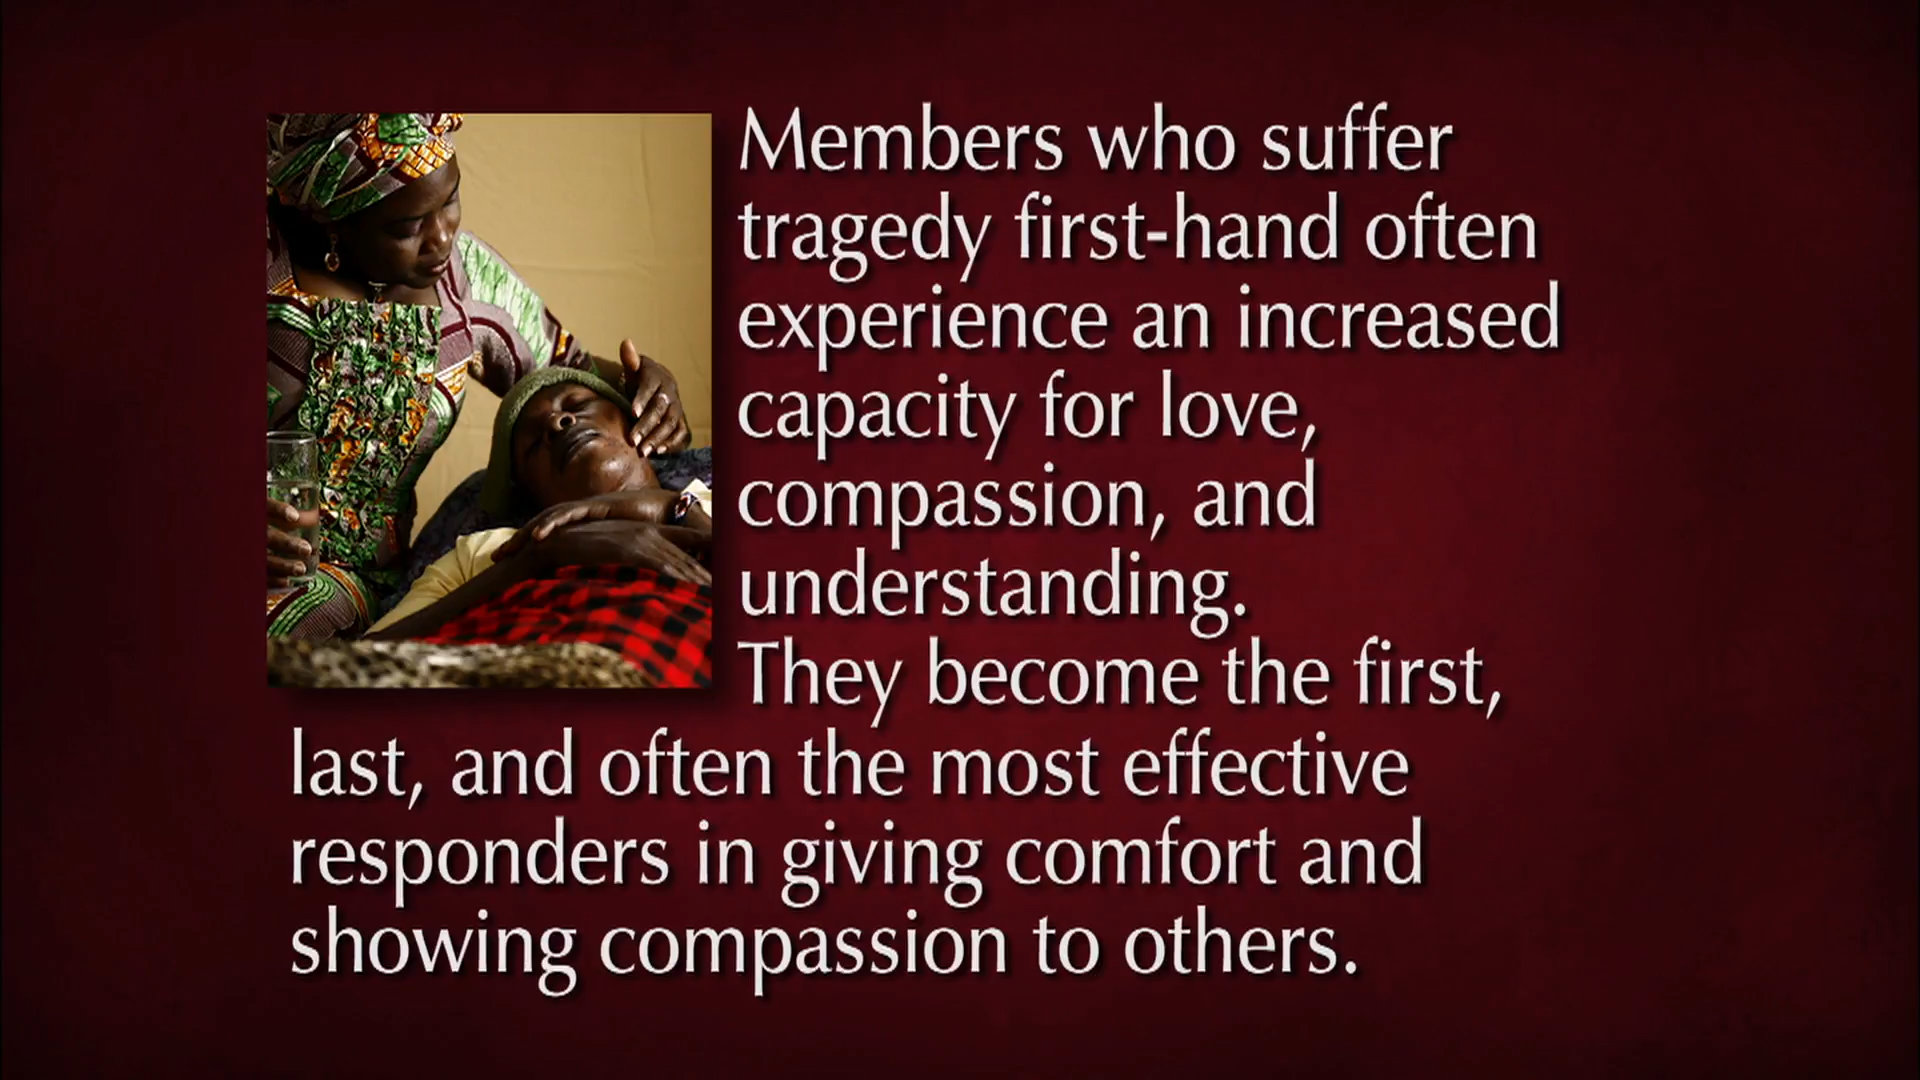 Members who suffer
tragedy first-hand often
experience an increased
capacity for love,
compassion, and
understanding.
They become the first,
last, and often the most effective
responders in giving comfort and
showing compassion to others.